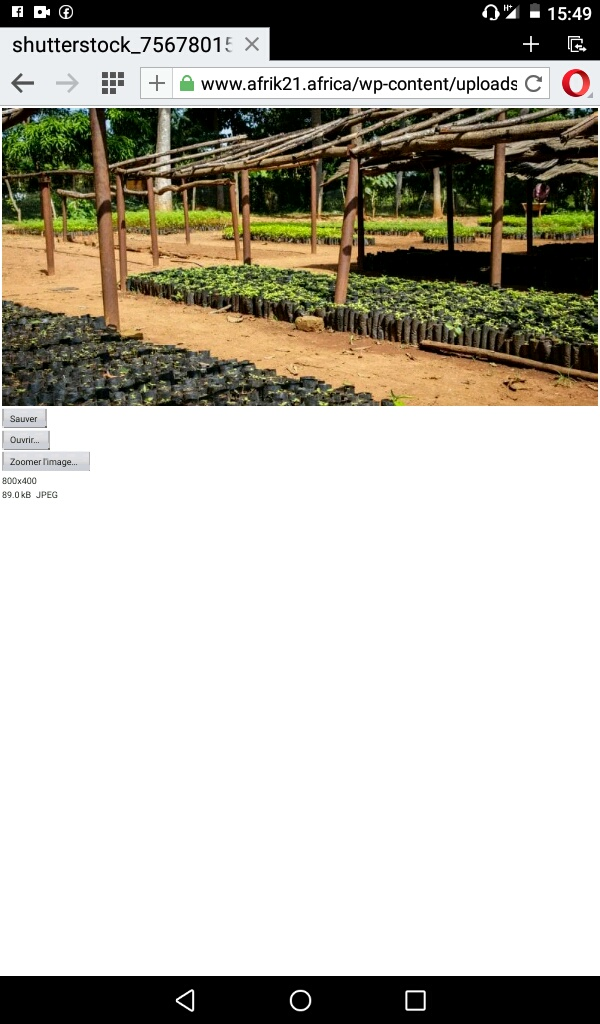 H+ 15:49
shutterstock_75678015
www.afrik21.africa/wp-content/uploads
Sauver
Ouvrir...
Zoomer l'image...
800x400
89.0 kB JPEG